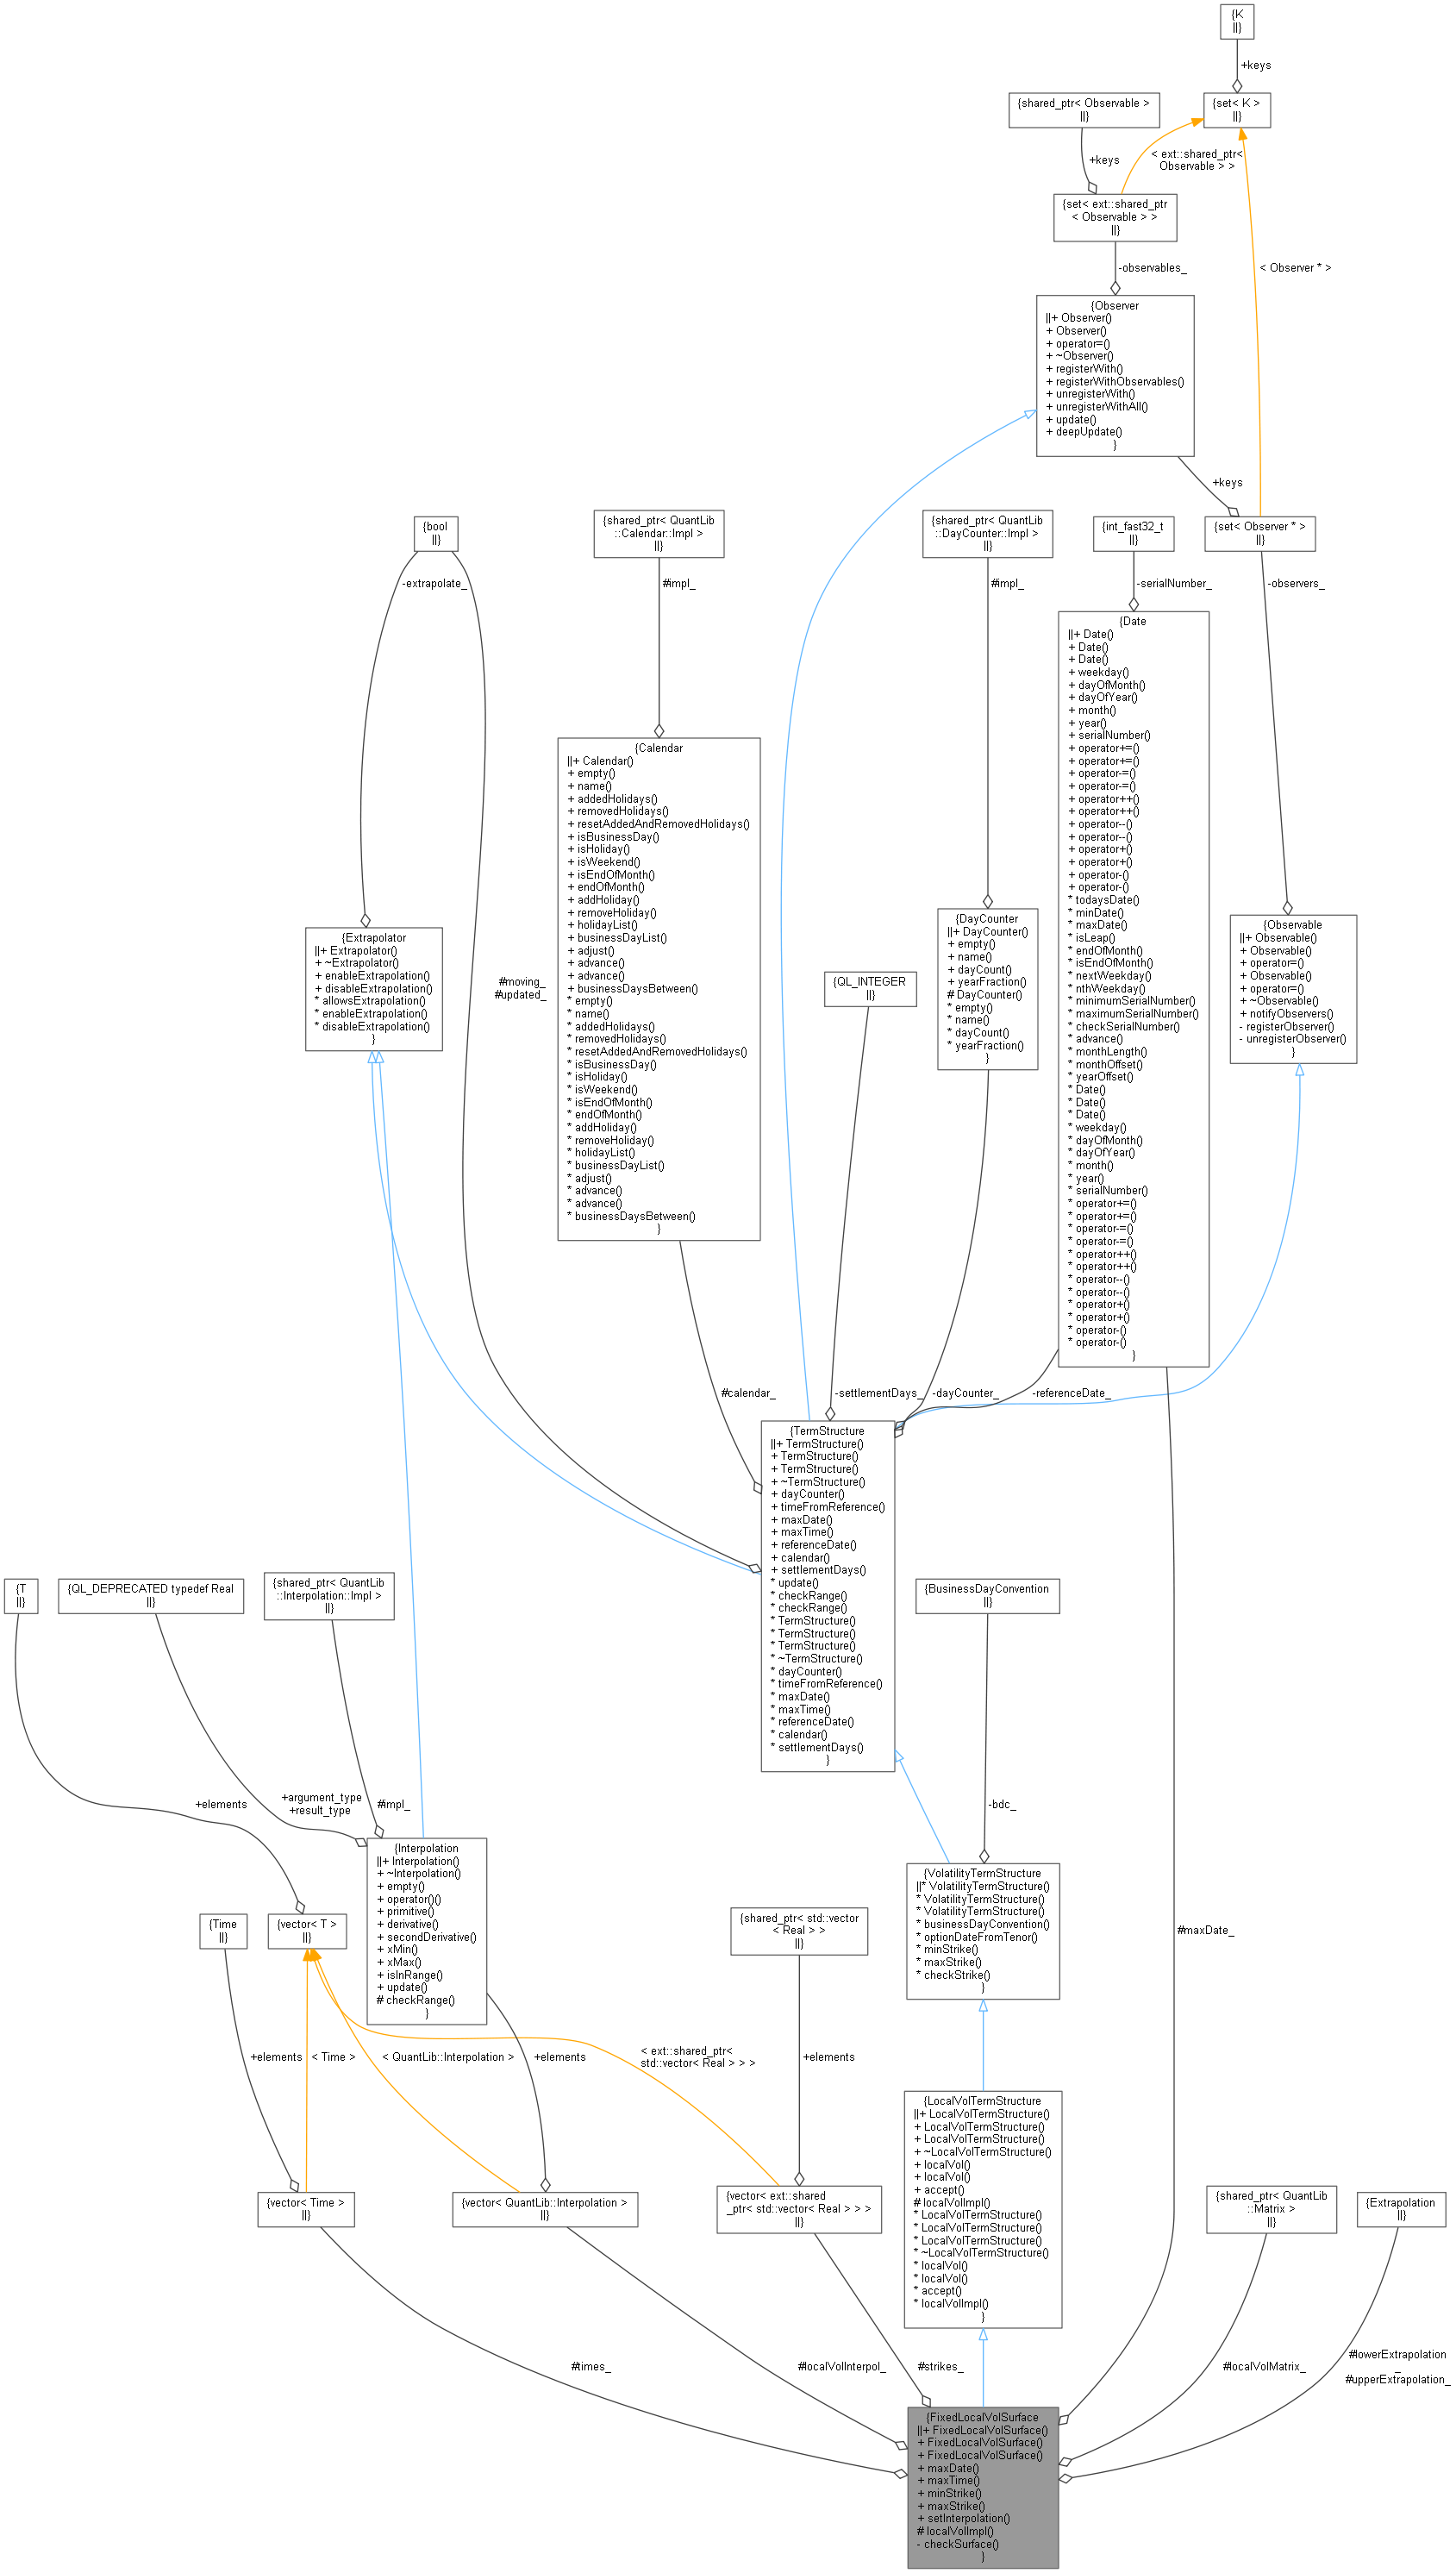 {K
||}
+keys
{shared_ptr< Observable >
||}
{set< K >
||}
+keys
< ext::shared_ptr<
Observable > >
{set< ext::shared_ptr
< Observable > >
||}
-observables_
< Observer * >
{Observer
||+ Observer()
+ Observer()
+ operator=()
+ ~Observer()
+ registerWith()
+ registerWithObservables()
+ unregisterWith()
+ unregisterWithAll()
+ update()
+ deepUpdate()
}
+keys
{bool
||}
{shared_ptr< QuantLib
::Calendar::Impl >
||}
{shared_ptr< QuantLib
::DayCounter::Impl >
||}
{int_fast32_t
||}
{set< Observer * >
||}
-extrapolate_
#impl_
#impl_
-serialNumber_
-observers_
{Date
||+ Date()
+ Date()
+ Date()
+ weekday()
+ dayOfMonth()
+ dayOfYear()
+ month()
+ year()
+ serialNumber()
+ operator+=()
+ operator+=()
+ operator-=()
+ operator-=()
+ operator++()
+ operator++()
+ operator--()
+ operator--()
+ operator+()
+ operator+()
+ operator-()
+ operator-()
* todaysDate()
* minDate()
* maxDate()
* isLeap()
* endOfMonth()
* isEndOfMonth()
* nextWeekday()
* nthWeekday()
* minimumSerialNumber()
* maximumSerialNumber()
* checkSerialNumber()
* advance()
* monthLength()
* monthOffset()
* yearOffset()
* Date()
* Date()
* Date()
* weekday()
* dayOfMonth()
* dayOfYear()
* month()
* year()
* serialNumber()
* operator+=()
* operator+=()
* operator-=()
* operator-=()
* operator++()
* operator++()
* operator--()
* operator--()
* operator+()
* operator+()
* operator-()
* operator-()
}
{Calendar
||+ Calendar()
+ empty()
+ name()
+ addedHolidays()
+ removedHolidays()
+ resetAddedAndRemovedHolidays()
+ isBusinessDay()
+ isHoliday()
+ isWeekend()
+ isEndOfMonth()
+ endOfMonth()
+ addHoliday()
+ removeHoliday()
+ holidayList()
+ businessDayList()
+ adjust()
+ advance()
+ advance()
+ businessDaysBetween()
* empty()
* name()
* addedHolidays()
* removedHolidays()
* resetAddedAndRemovedHolidays()
* isBusinessDay()
* isHoliday()
* isWeekend()
* isEndOfMonth()
* endOfMonth()
* addHoliday()
* removeHoliday()
* holidayList()
* businessDayList()
* adjust()
* advance()
* advance()
* businessDaysBetween()
}
{DayCounter
||+ DayCounter()
+ empty()
+ name()
+ dayCount()
+ yearFraction()
# DayCounter()
* empty()
* name()
* dayCount()
* yearFraction()
}
{Observable
||+ Observable()
+ Observable()
+ operator=()
+ Observable()
+ operator=()
+ ~Observable()
+ notifyObservers()
- registerObserver()
- unregisterObserver()
}
{Extrapolator
||+ Extrapolator()
+ ~Extrapolator()
+ enableExtrapolation()
+ disableExtrapolation()
* allowsExtrapolation()
* enableExtrapolation()
* disableExtrapolation()
}
#moving_
#updated_
{QL_INTEGER
||}
#calendar_
-settlementDays_
-dayCounter_
-referenceDate_
{TermStructure
||+ TermStructure()
+ TermStructure()
+ TermStructure()
+ ~TermStructure()
+ dayCounter()
+ timeFromReference()
+ maxDate()
+ maxTime()
+ referenceDate()
+ calendar()
+ settlementDays()
* update()
* checkRange()
* checkRange()
* TermStructure()
* TermStructure()
* TermStructure()
* ~TermStructure()
* dayCounter()
* timeFromReference()
* maxDate()
* maxTime()
* referenceDate()
* calendar()
* settlementDays()
}
{T
||}
{QL_DEPRECATED typedef Real
||}
{shared_ptr< QuantLib
::Interpolation::Impl >
||}
{BusinessDayConvention
||}
+elements
+argument_type
+result_type
#impl_
-bdc_
{Interpolation
||+ Interpolation()
+ ~Interpolation()
+ empty()
+ operator()()
+ primitive()
+ derivative()
+ secondDerivative()
+ xMin()
+ xMax()
+ isInRange()
+ update()
# checkRange()
}
{VolatilityTermStructure
||* VolatilityTermStructure()
* VolatilityTermStructure()
* VolatilityTermStructure()
* businessDayConvention()
* optionDateFromTenor()
* minStrike()
* maxStrike()
* checkStrike()
}
{Time
||}
{vector< T >
||}
{shared_ptr< std::vector
< Real > >
||}
#maxDate_
+elements
< Time >
< QuantLib::Interpolation >
+elements
< ext::shared_ptr<
std::vector< Real > > >
+elements
{LocalVolTermStructure
||+ LocalVolTermStructure()
+ LocalVolTermStructure()
+ LocalVolTermStructure()
+ ~LocalVolTermStructure()
+ localVol()
+ localVol()
+ accept()
# localVolImpl()
* LocalVolTermStructure()
* LocalVolTermStructure()
* LocalVolTermStructure()
* ~LocalVolTermStructure()
* localVol()
* localVol()
* accept()
* localVolImpl()
}
{vector< Time >
||}
{vector< QuantLib::Interpolation >
||}
{vector< ext::shared
_ptr< std::vector< Real > > >
||}
{shared_ptr< QuantLib
::Matrix >
||}
{Extrapolation
||}
#times_
#localVolInterpol_
#strikes_
#localVolMatrix_
#lowerExtrapolation
_
#upperExtrapolation_
{FixedLocalVolSurface
||+ FixedLocalVolSurface()
+ FixedLocalVolSurface()
+ FixedLocalVolSurface()
+ maxDate()
+ maxTime()
+ minStrike()
+ maxStrike()
+ setInterpolation()
# localVolImpl()
- checkSurface()
}